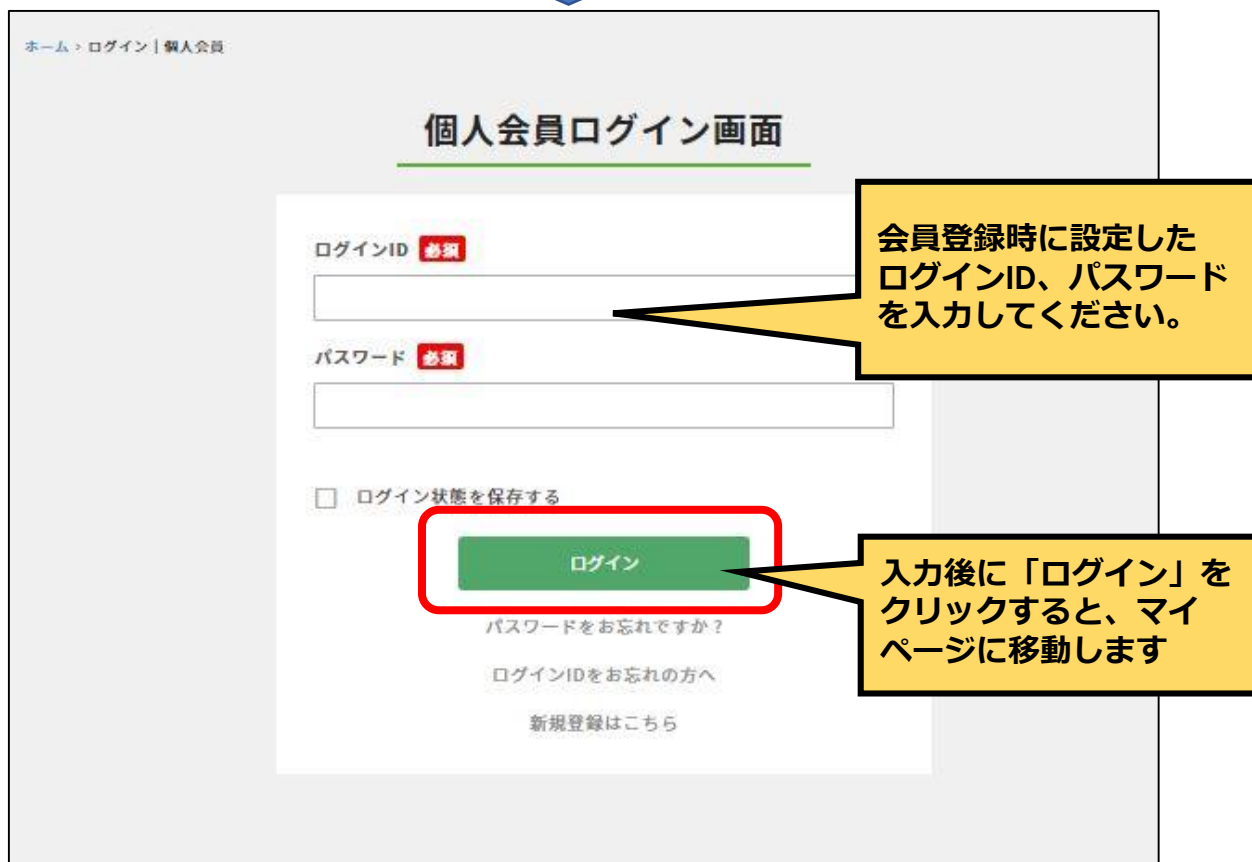 ホーム › ログイン | 個人会員
個人会員ログイン画面
ログインID 必須
会員登録時に設定した
ログインID、パスワード
を入力してください。
パスワード 必須
ログイン状態を保存する
ログイン
入力後に「ログイン」を
クリックすると、マイ
ページに移動します
パスワードをお忘れですか？
ログインIDをお忘れの方へ
新規登録はこちら